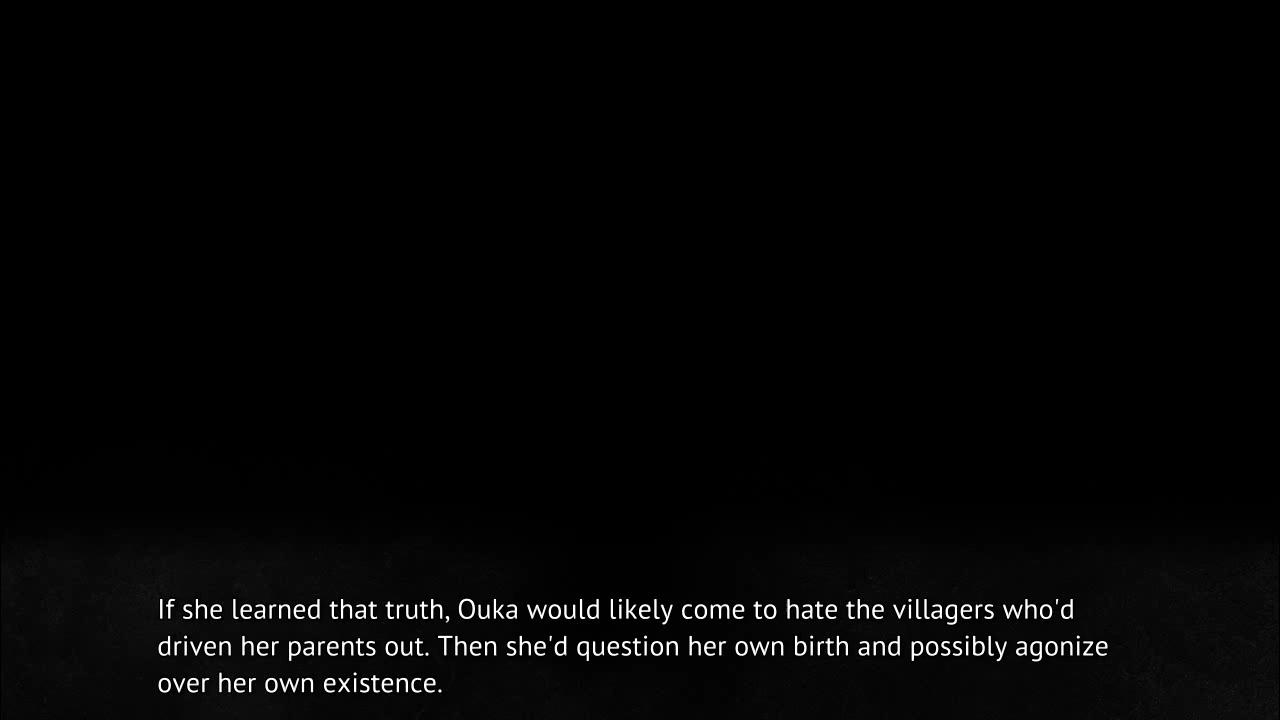 If she learned that truth, Ouka would likely come to hate the villagers who'd
driven her parents out. Then she'd question her own birth and possibly agonize
over her own existence.